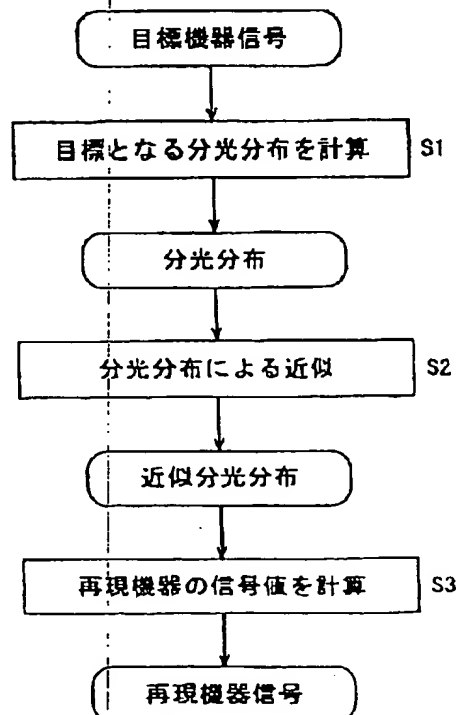 目標機器信号
目標となる分光分布を計算 S1
分光分布
分光分布による近似 S2
近似分光分布
再現機器の信号値を計算 S3
再現機器信号